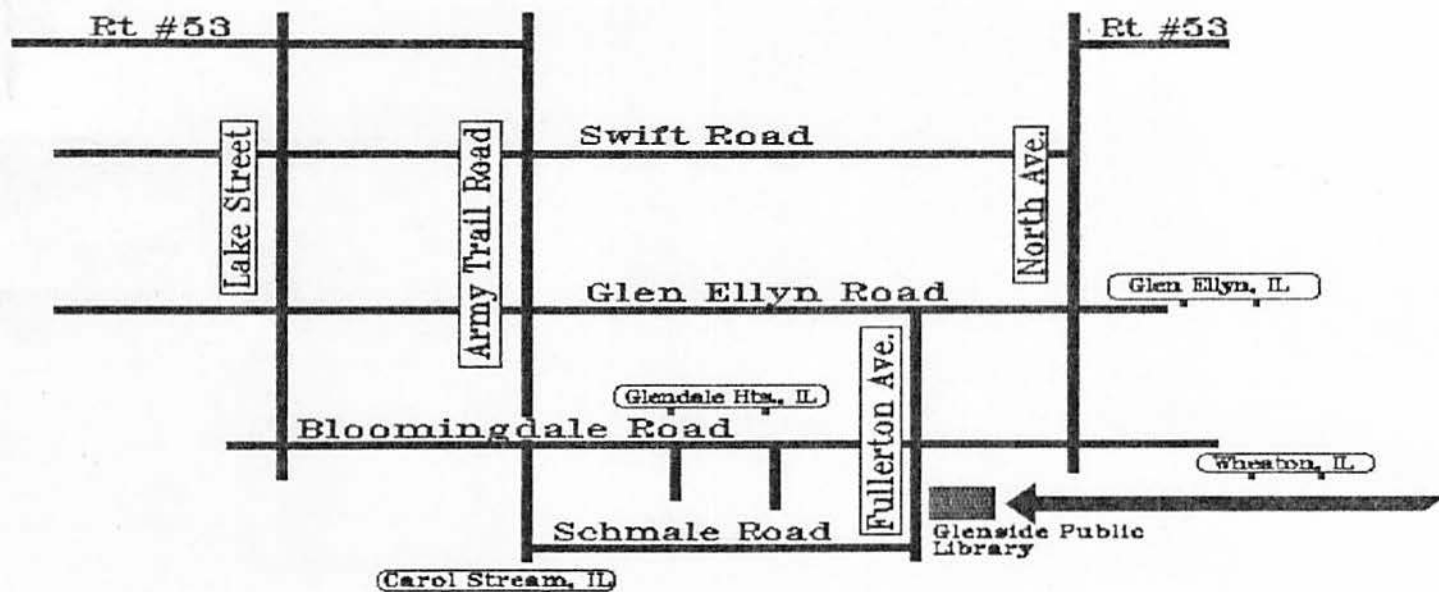 Rt #53
Rt #53
Swift Road
Lake Street
Army Trail Road
North Ave.
Glen Ellyn Road
Glen Ellyn, IL
Fullerton Ave.
Glendale Hts., IL
Bloomingdale Road
Wheaton, IL
Schmale Road
Glenside Public
Library
Carol Stream, IL